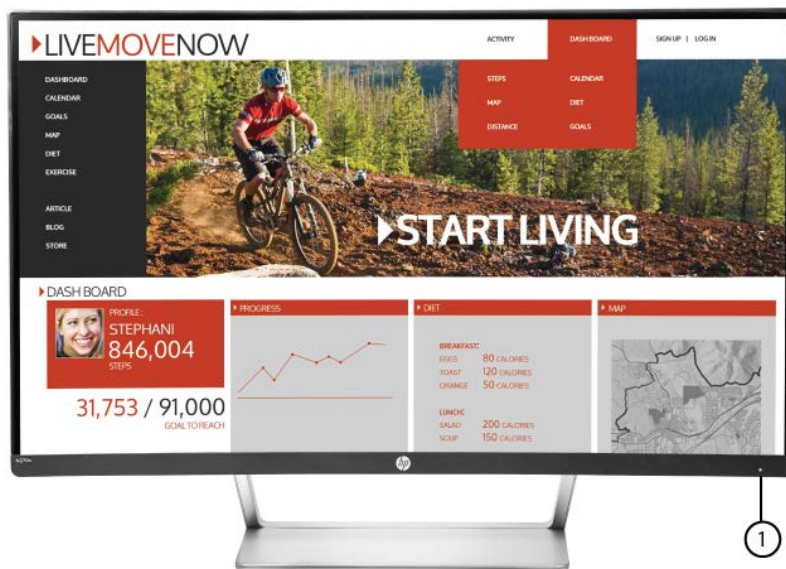 LIVEMOVENOW
ACTIVITY
DASH BOARD
SIGN UP | LOG IN
DASHBOARD
CALENDAR
GOALS
MAP
DIET
EXERCISE
ARTICLE
BLOG
STORE
STEPS
CALENDAR
MAP
DIET
DISTANCE
GOALS
START LIVING
DASH BOARD
PROFILE:
STEPHANI
846,004
STEPS
31,753 / 91,000
GOAL TO REACH
PROGRESS
DIET
BREAKFAST:
EGGS 80 CALORIES
TOAST 120 CALORIES
ORANGE 50 CALORIES
LUNCH:
SALAD 200 CALORIES
SOUP 150 CALORIES
MAP
hp
1